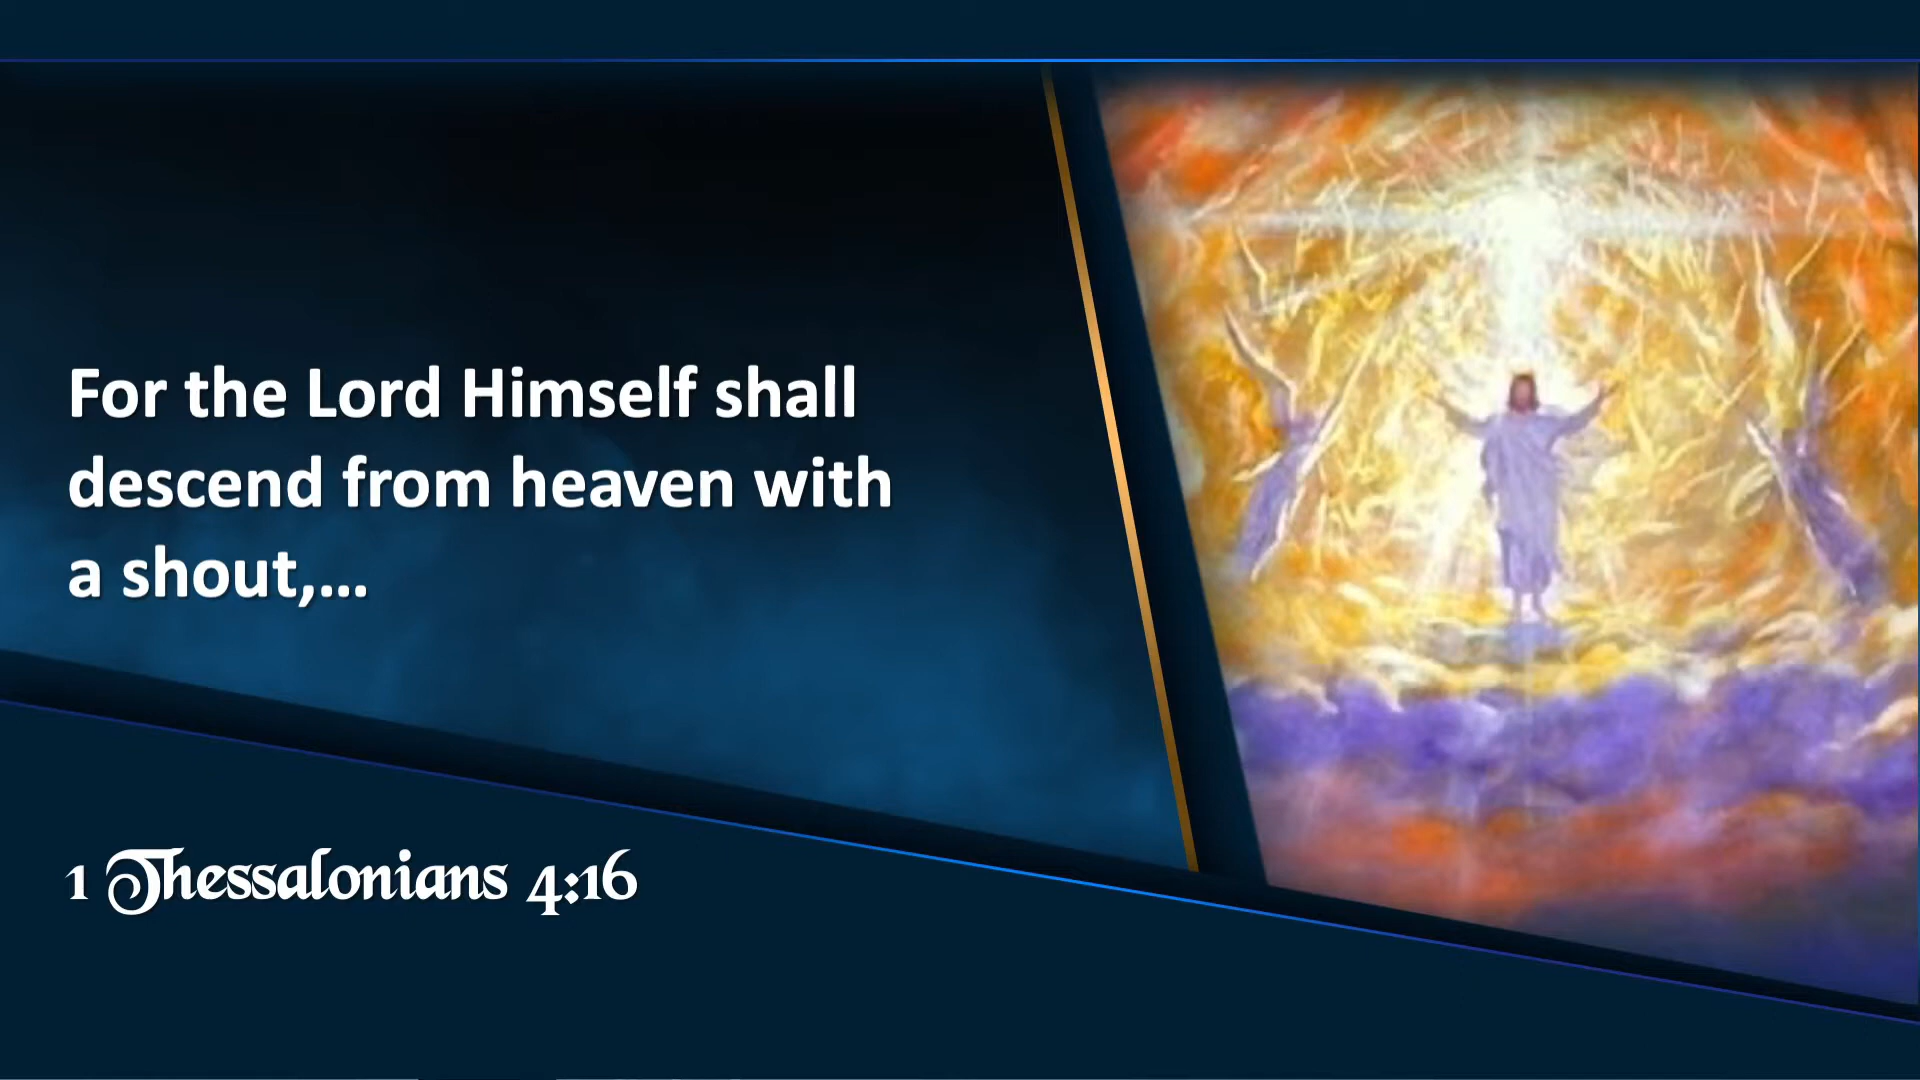 For the Lord Himself shall
descend from heaven with
a shout,...
1 Thessalonians 4:16